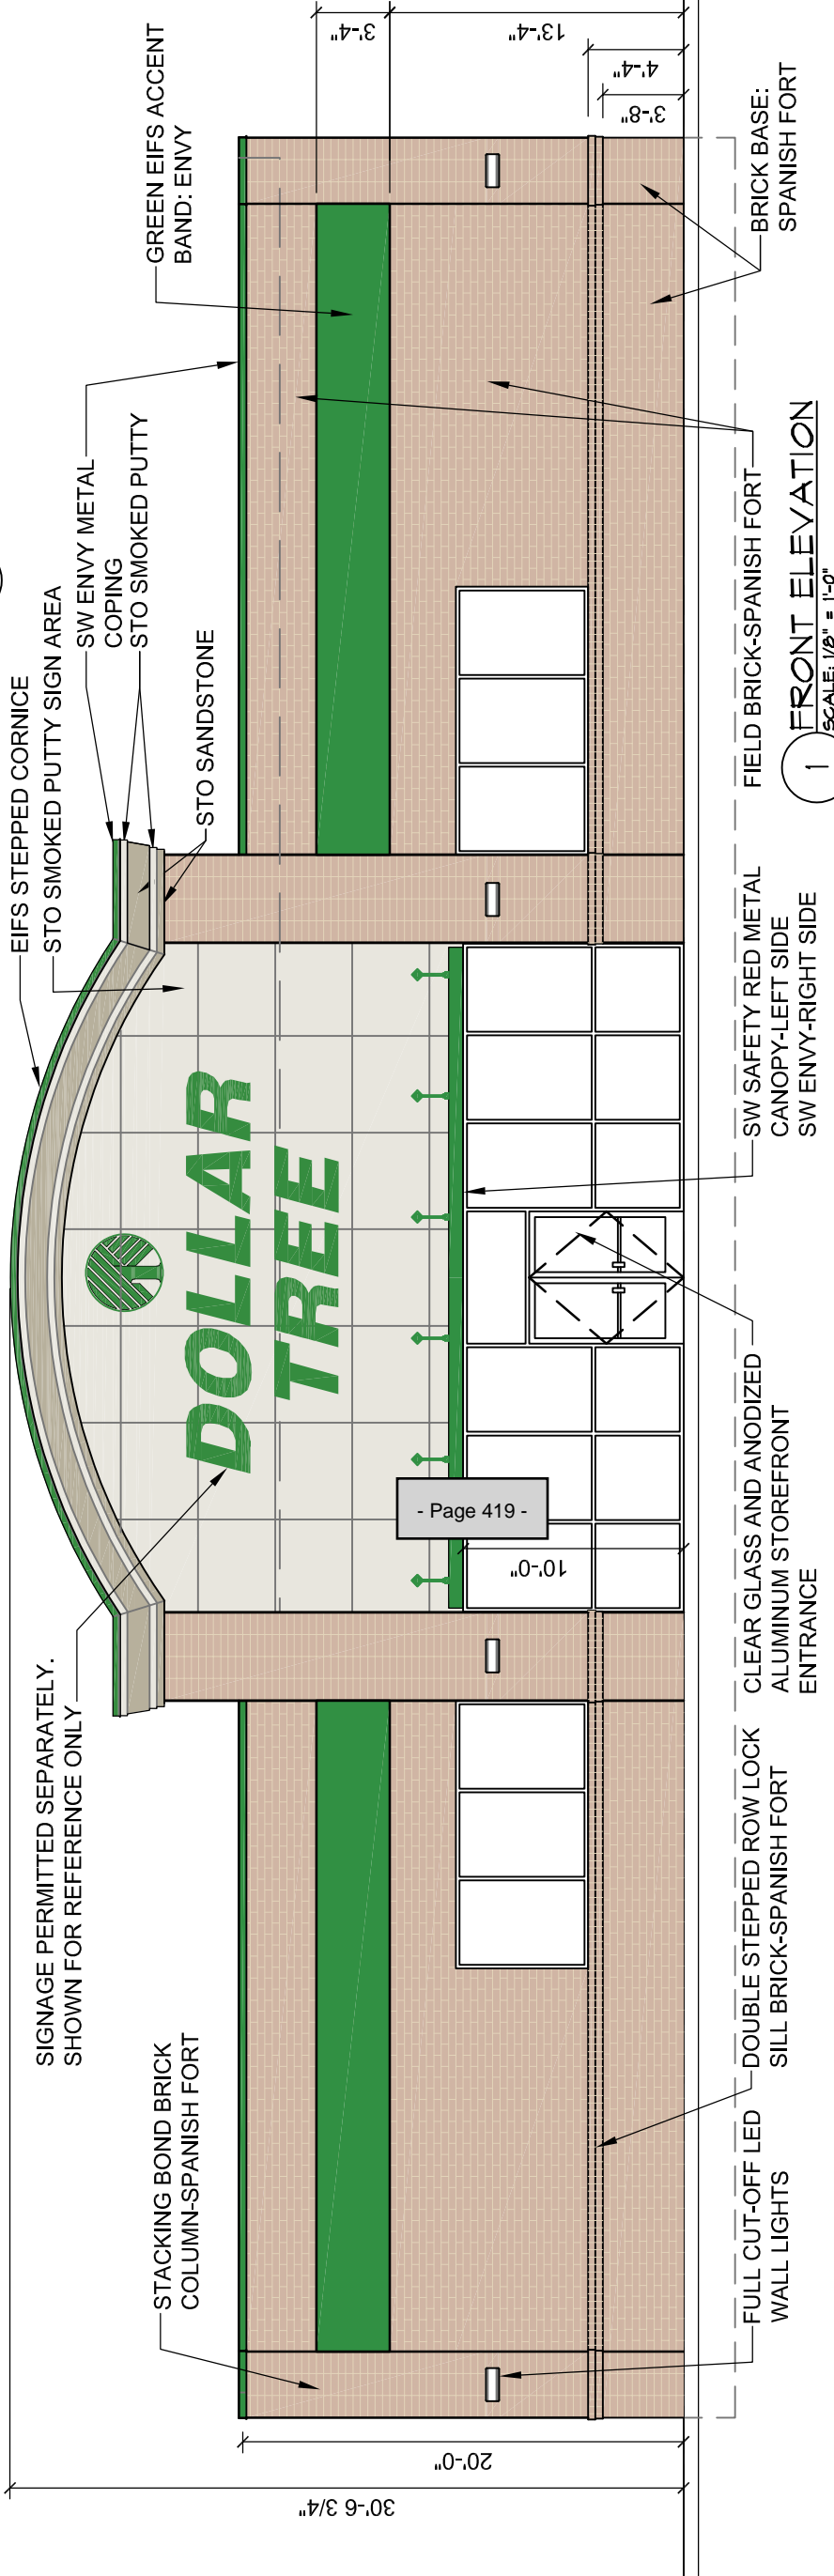 EIFS STEPPED CORNICE
STO SMOKED PUTTY SIGN AREA
SW ENVY METAL
COPING
STO SMOKED PUTTY
STO SANDSTONE
GREEN EIFS ACCENT
BAND: ENVY
SIGNAGE PERMITTED SEPARATELY.
SHOWN FOR REFERENCE ONLY
STACKING BOND BRICK
COLUMN-SPANISH FORT
DOLLAR
TREE
30'-6 3/4"
20'-0"
10'-0"
3'-4"
13'-4"
4'-4"
3'-8"
- Page 419 -
FULL CUT-OFF LED
WALL LIGHTS
DOUBLE STEPPED ROW LOCK
SILL BRICK-SPANISH FORT
CLEAR GLASS AND ANODIZED
ALUMINUM STOREFRONT
ENTRANCE
SW SAFETY RED METAL
CANOPY-LEFT SIDE
SW ENVY-RIGHT SIDE
FIELD BRICK-SPANISH FORT
BRICK BASE:
SPANISH FORT
1
FRONT ELEVATION
SCALE: 1/8" = 1'-0"